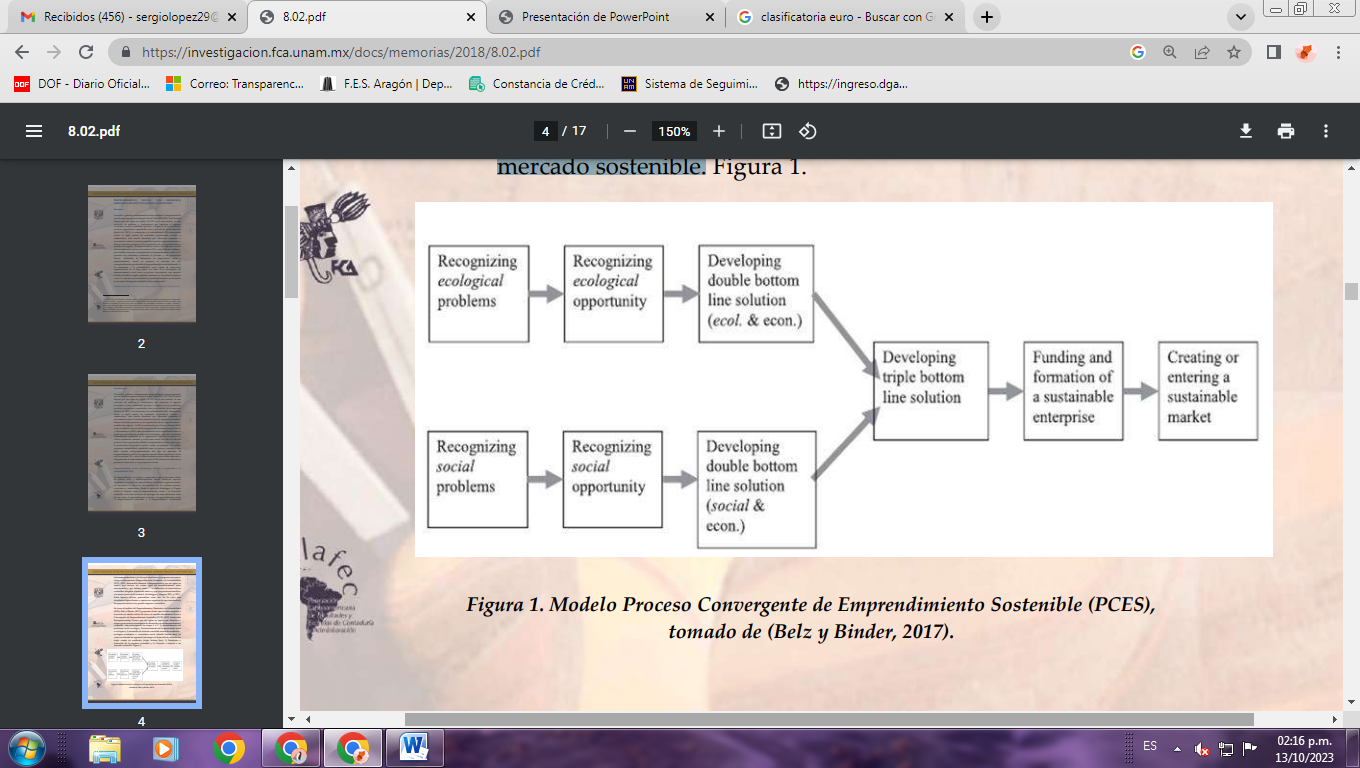 Recibidos (456) - sergiolopez29@
8.02.pdf
Presentación de PowerPoint
clasificatoria euro - Buscar con G
https://investigacion.fca.unam.mx/docs/memorias/2018/8.02.pdf
DOF - Diario Oficial...
Correo: Transparenc...
F.E.S. Aragón | Dep...
Constancia de Créd...
Sistema de Seguimi...
https://ingreso.dga...
8.02.pdf
4 / 17
150%
2
3
4
mercado sostenible. Figura 1.
FCA
Recognizing
ecological
problems
Recognizing
ecological
opportunity
Developing
double bottom
line solution
(ecol. & econ.)
Recognizing
social
problems
Recognizing
social
opportunity
Developing
double bottom
line solution
(social &
econ.)
Developing
triple bottom
line solution
Funding and
formation of
a sustainable
enterprise
Creating or
entering a
sustainable
market
Figura 1. Modelo Proceso Convergente de Emprendimiento Sostenible (PCES),
tomado de (Belz y Binder, 2017).
lafec
ES
02:16 p.m.
13/10/2023